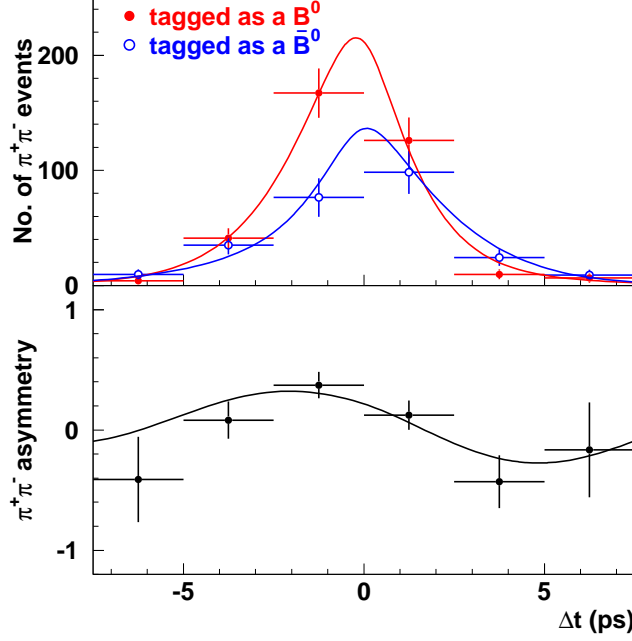 tagged as a B⁰
tagged as a B̄⁰
No. of π⁺π⁻ events
200
100
0
π⁺π⁻ asymmetry
1
0
-1
-5
0
5
Δt (ps)